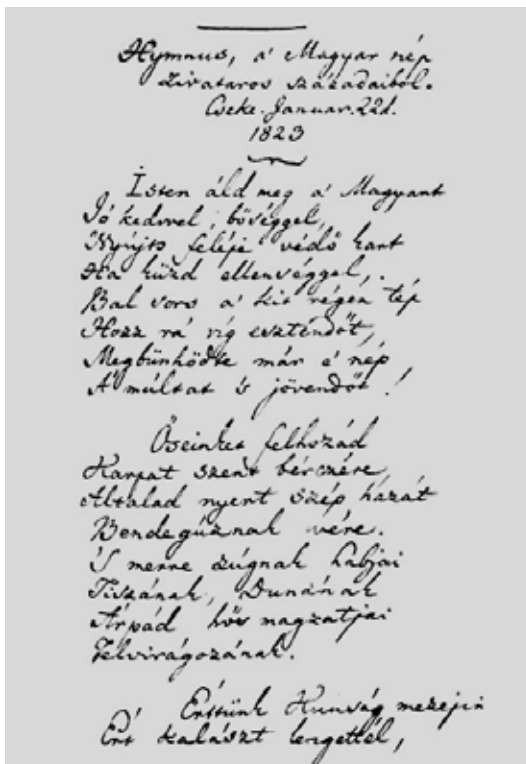 Hymnus, a' Magyar nép
zivataros századaiból.
Cseke. Januar. 22d.
1823
Isten áld meg a' Magyart
Jó kedvvel, bőséggel,
Nyújts feléje védő kart
Ha küzd ellenséggel,
Bal sors a' kit régen tép
Hozz rá víg esztendőt,
Megbünhödte már e' nép
A' múltat 's jövendőt!
Őseinket felhozád
Kárpát szent bérczére,
Általad nyert szép hazát
Bendegúznak vére.
'S merre zúgnak habjai
Tiszának, Dunának
Árpád hős magzatjai
Felvirágozának.
Értünk Kunság mezején
Ért kalászt lengettél,